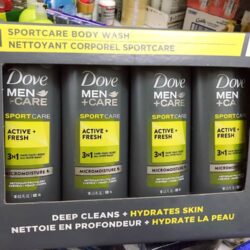 SPORTCARE BODY WASH
NETTOYANT CORPOREL SPORTCARE
Dove
MEN
+CARE
SPORTCARE
ACTIVE +
FRESH
3IN1
MICROMOISTURE
Dove
MEN
+CARE
SPORTCARE
ACTIVE +
FRESH
3IN1
MICROMOISTURE
Dove
MEN
+CARE
SPORTCARE
ACTIVE +
FRESH
3IN1
MICROMOISTURE
Dove
MEN
+CA
SPORTCARE
ACTIVE +
FRESH
3IN1
MICROMOISTURE
DEEP CLEANS + HYDRATES SKIN
NETTOIE EN PROFONDEUR + HYDRATE LA PEAU